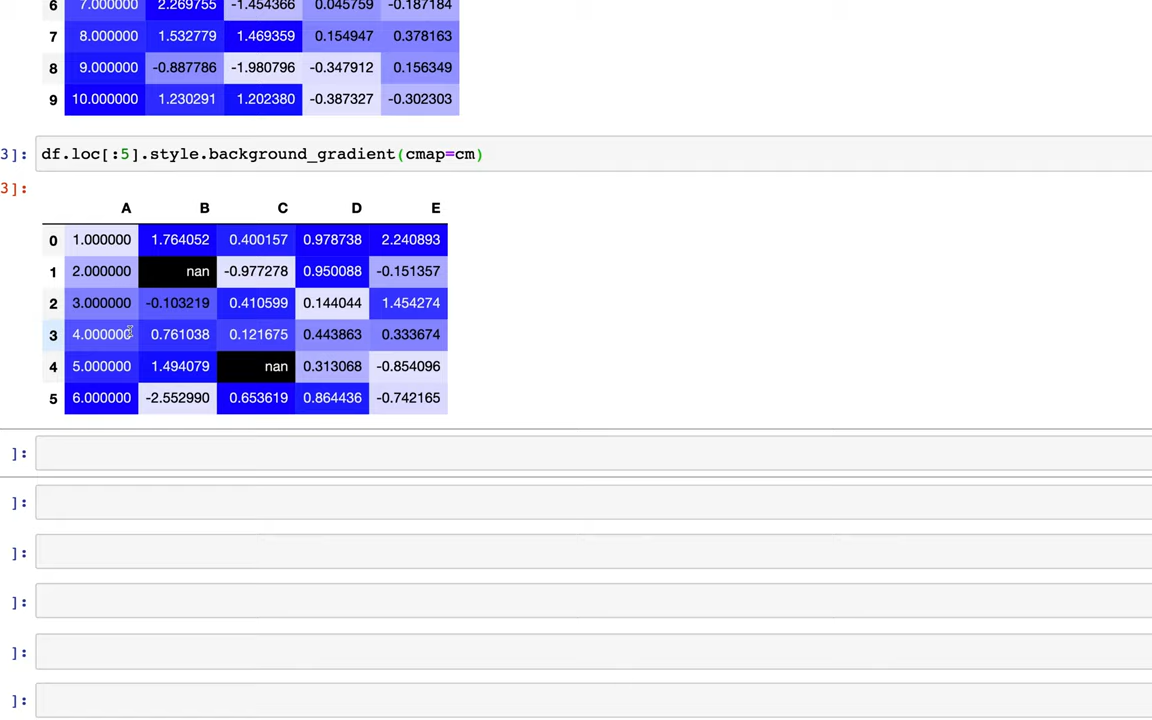 6 7.000000 2.269755 -1.454366 0.045759 -0.187184
7 8.000000 1.532779 1.469359 0.154947 0.378163
8 9.000000 -0.887786 -1.980796 -0.347912 0.156349
9 10.000000 1.230291 1.202380 -0.387327 -0.302303
3]: df.loc[:5].style.background_gradient(cmap=cm)
3]:
A B C D E
0 1.000000 1.764052 0.400157 0.978738 2.240893
1 2.000000 nan -0.977278 0.950088 -0.151357
2 3.000000 -0.103219 0.410599 0.144044 1.454274
3 4.000000 0.761038 0.121675 0.443863 0.333674
4 5.000000 1.494079 nan 0.313068 -0.854096
5 6.000000 -2.552990 0.653619 0.864436 -0.742165
]:
]:
]:
]:
]:
]: